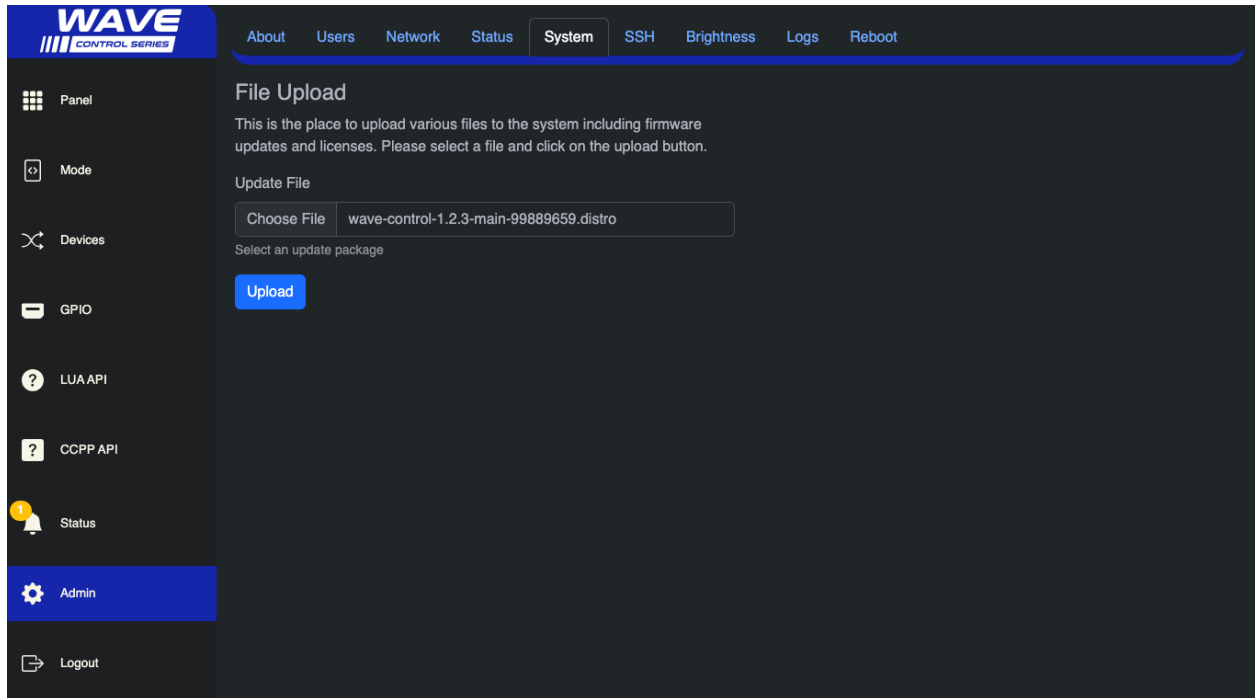 WAVE
CONTROL SERIES
About Users Network Status System SSH Brightness Logs Reboot
Panel
Mode
Devices
GPIO
LUA API
? CCPP API
1
Status
Admin
Logout
File Upload
This is the place to upload various files to the system including firmware
updates and licenses. Please select a file and click on the upload button.
Update File
Choose File wave-control-1.2.3-main-99889659.distro
Select an update package
Upload